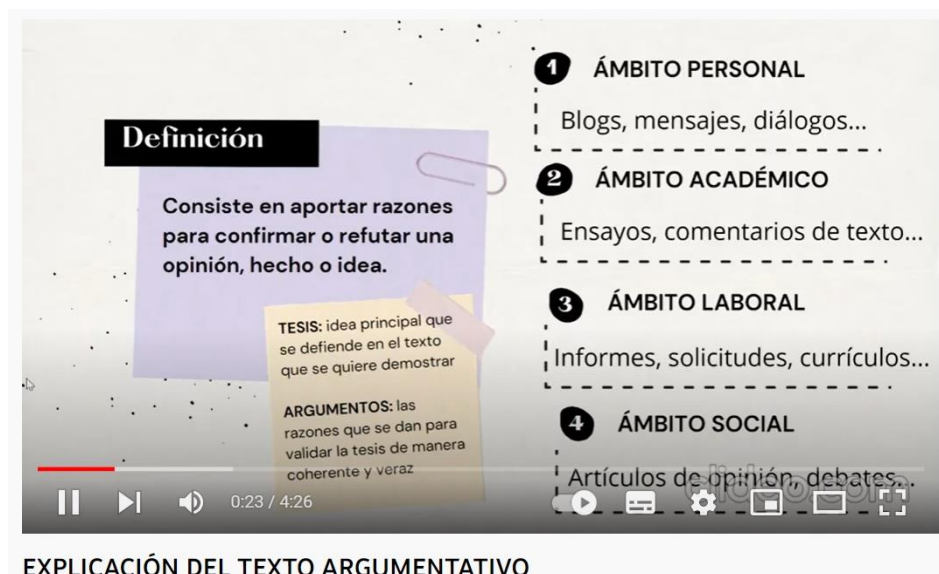 Definición
Consiste en aportar razones
para confirmar o refutar una
opinión, hecho o idea.
TESIS: idea principal que
se defiende en el texto
que se quiere demostrar
ARGUMENTOS: las
razones que se dan para
validar la tesis de manera
coherente y veraz
1 ÁMBITO PERSONAL
Blogs, mensajes, diálogos...
2 ÁMBITO ACADÉMICO
Ensayos, comentarios de texto...
3 ÁMBITO LABORAL
Informes, solicitudes, currículos...
4 ÁMBITO SOCIAL
Artículos de opinión, debates...
0:23 / 4:26
EXPLICACIÓN DEL TEXTO ARGUMENTATIVO